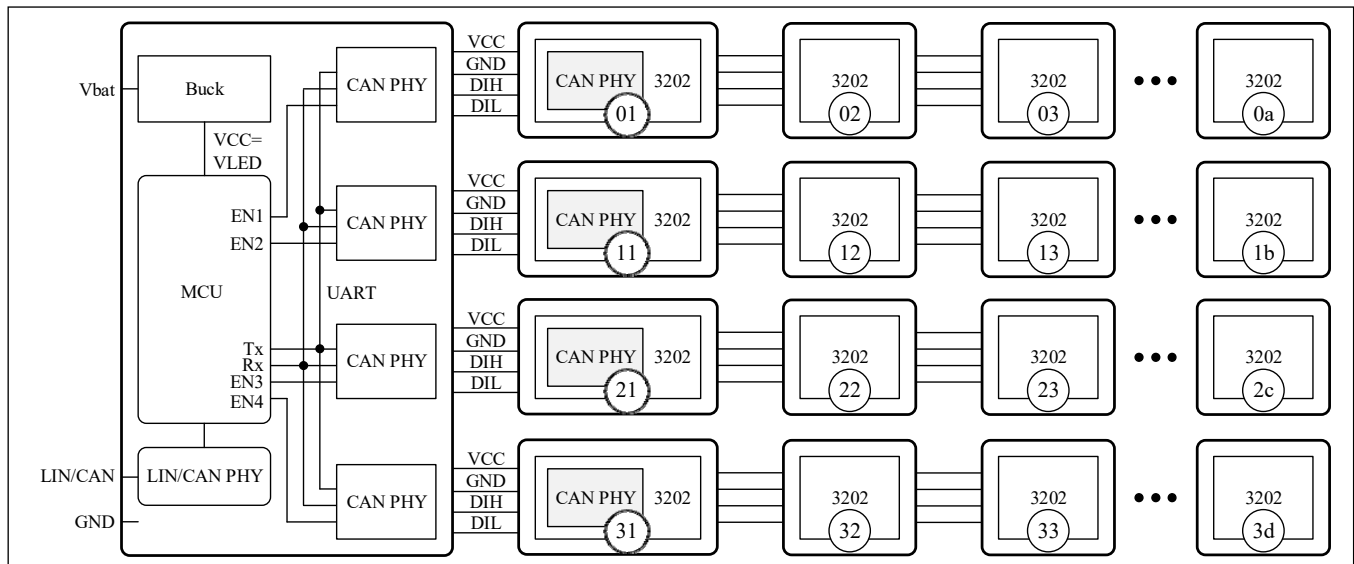 Vbat
Buck
VCC=
VLED
MCU
EN1
EN2
Tx
Rx
EN3
EN4
UART
LIN/CAN
LIN/CAN PHY
GND
CAN PHY
VCC
GND
DIH
DIL
CAN PHY
3202
01
3202
02
3202
03
3202
0a
CAN PHY
VCC
GND
DIH
DIL
CAN PHY
3202
11
3202
12
3202
13
3202
1b
CAN PHY
VCC
GND
DIH
DIL
CAN PHY
3202
21
3202
22
3202
23
3202
2c
CAN PHY
VCC
GND
DIH
DIL
CAN PHY
3202
31
3202
32
3202
33
3202
3d